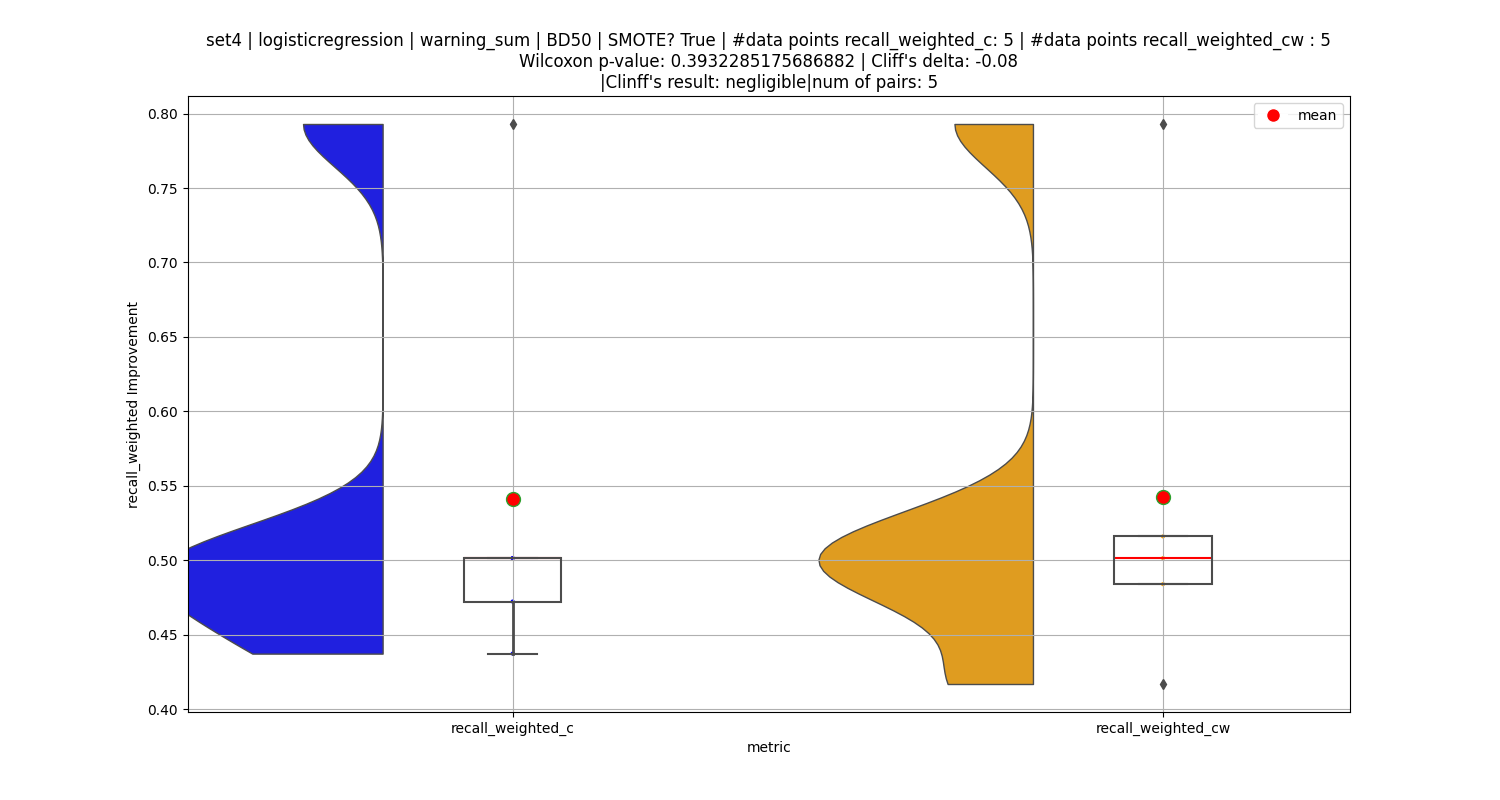 set4 | logisticregression | warning_sum | BD50 | SMOTE? True | #data points recall_weighted_c: 5 | #data points recall_weighted_cw : 5
Wilcoxon p-value: 0.3932285175686882 | Cliff's delta: -0.08
|Clinff's result: negligible|num of pairs: 5
mean
0.80
0.75
0.70
0.65
0.60
0.55
0.50
0.45
0.40
recall_weighted Improvement
recall_weighted_c
recall_weighted_cw
metric